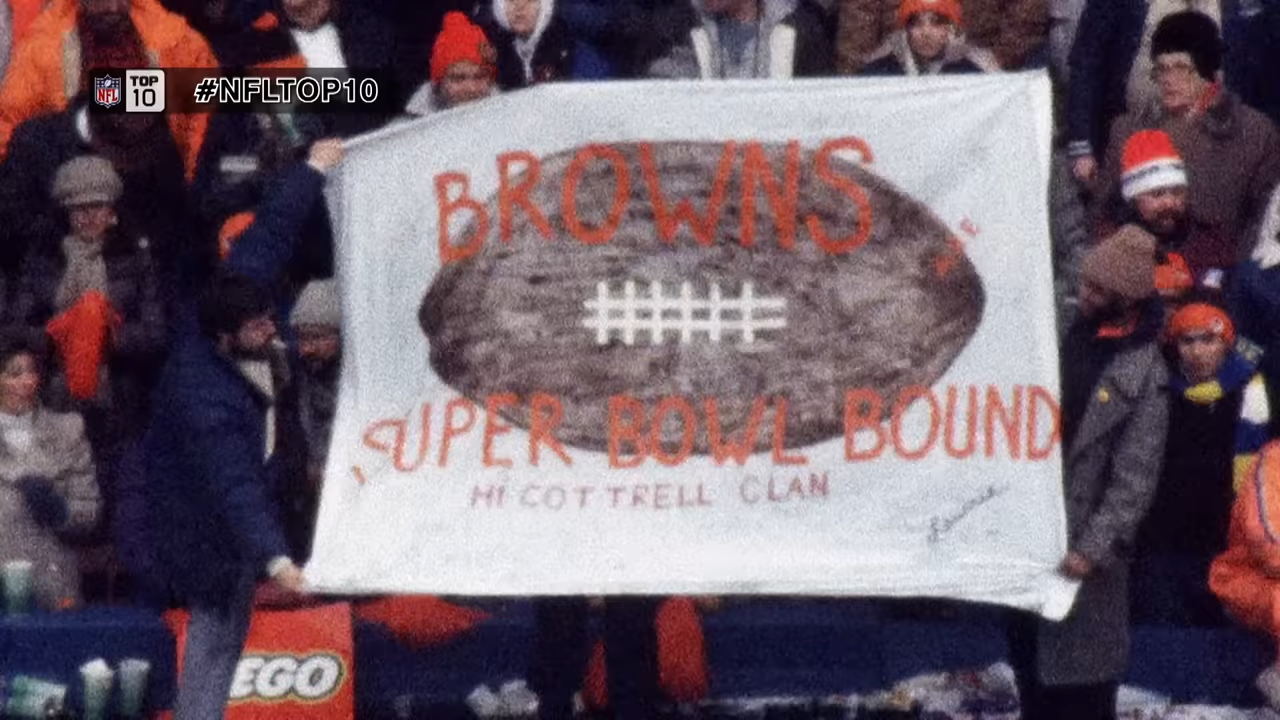 NFL TOP 10 #NFLTOP10
BROWNS
SUPER BOWL BOUND
HI COTTRELL CLAN
EGO